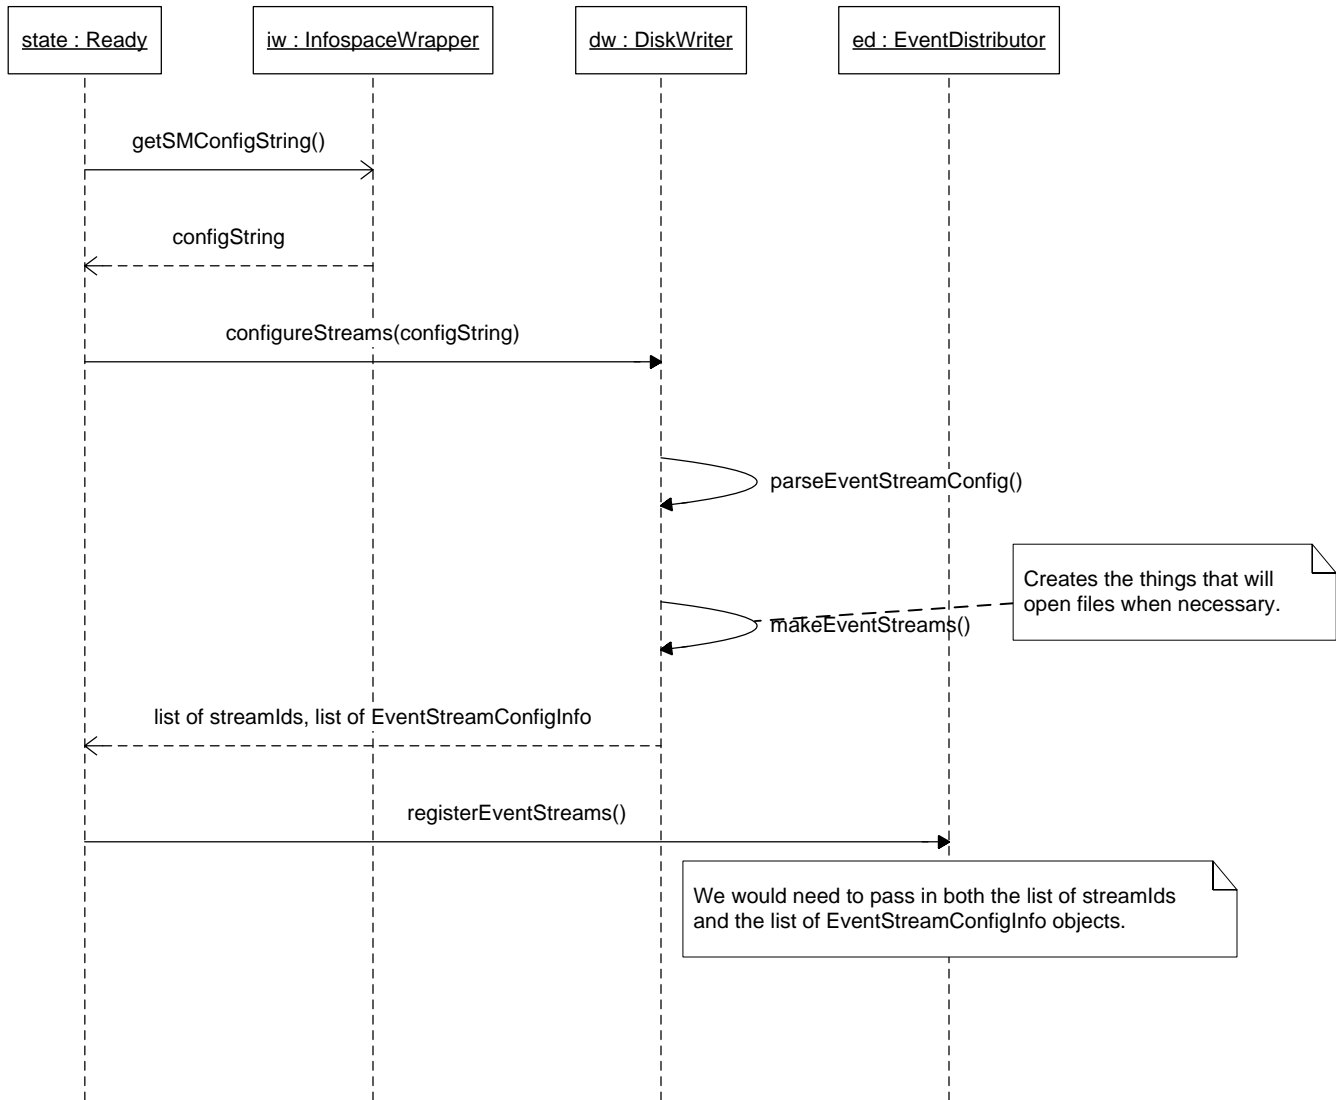 state : Ready
iw : InfospaceWrapper
dw : DiskWriter
ed : EventDistributor
getSMConfigString()
configString
configureStreams(configString)
parseEventStreamConfig()
Creates the things that will
open files when necessary.
makeEventStreams()
list of streamIds, list of EventStreamConfigInfo
registerEventStreams()
We would need to pass in both the list of streamIds
and the list of EventStreamConfigInfo objects.